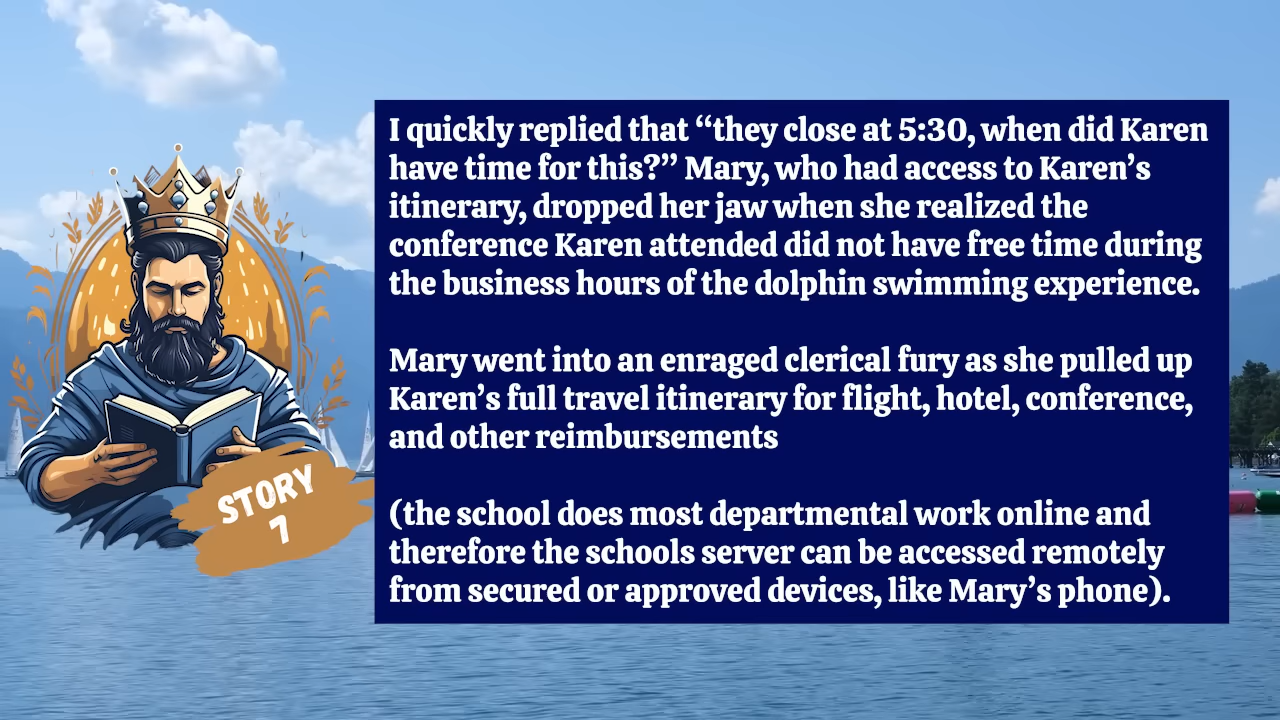 I quickly replied that “they close at 5:30, when did Karen
have time for this?” Mary, who had access to Karen’s
itinerary, dropped her jaw when she realized the
conference Karen attended did not have free time during
the business hours of the dolphin swimming experience.
Mary went into an enraged clerical fury as she pulled up
Karen’s full travel itinerary for flight, hotel, conference,
and other reimbursements
(the school does most departmental work online and
therefore the schools server can be accessed remotely
from secured or approved devices, like Mary’s phone).
STORY
7